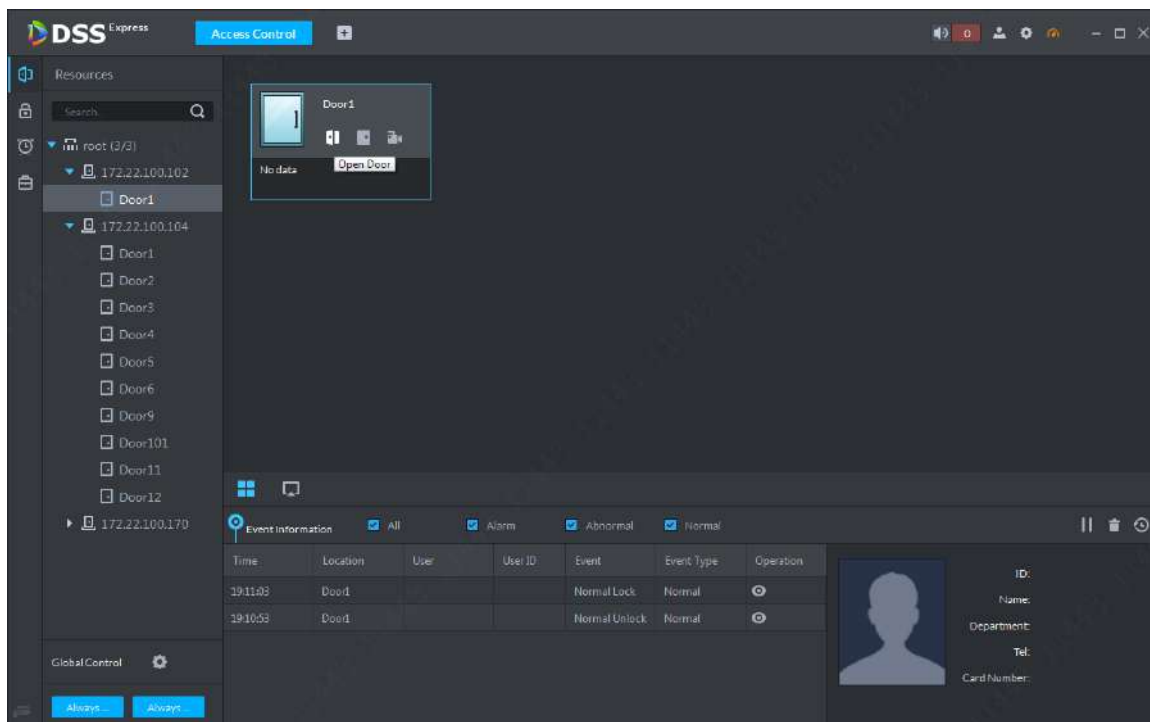 DSS Express
Access Control
0
Resources
Search
root (3/3)
172.22.100.102
Door1
172.22.100.104
Door1
Door2
Door3
Door4
Door5
Door6
Door9
Door101
Door11
Door12
172.22.100.170
Global Control
Always...
Always...
Door1
Open Door
No data
Event Information
All
Alarm
Abnormal
Normal
Time Location User User ID Event Event Type Operation
19:11:03 Door1 Normal Lock Normal
19:10:53 Door1 Normal Unlock Normal
ID:
Name:
Department:
Tel:
Card Number: